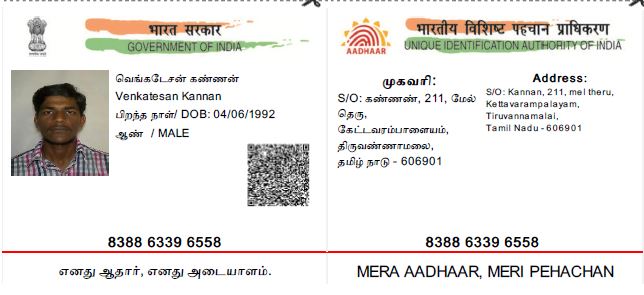 भारत सरकार
GOVERNMENT OF INDIA
வெங்கடேசன் கண்ணன்
Venkatesan Kannan
பிறந்த நாள்/ DOB: 04/06/1992
ஆண் / MALE
8388 6339 6558
எனது ஆதார், எனது அடையாளம்.
AADHAAR
भारतीय विशिष्ट पहचान प्राधिकरण
UNIQUE IDENTIFICATION AUTHORITY OF INDIA
முகவரி:
S/O: கண்ணண், 211, மேல்
தெரு,
கேட்டவரம்பாளையம்,
திருவண்ணாமலை,
தமிழ் நாடு - 606901
Address:
S/O: Kannan, 211, mel theru,
Kettavarampalayam,
Tiruvannamalai,
Tamil Nadu - 606901
8388 6339 6558
MERA AADHAAR, MERI PEHACHAN